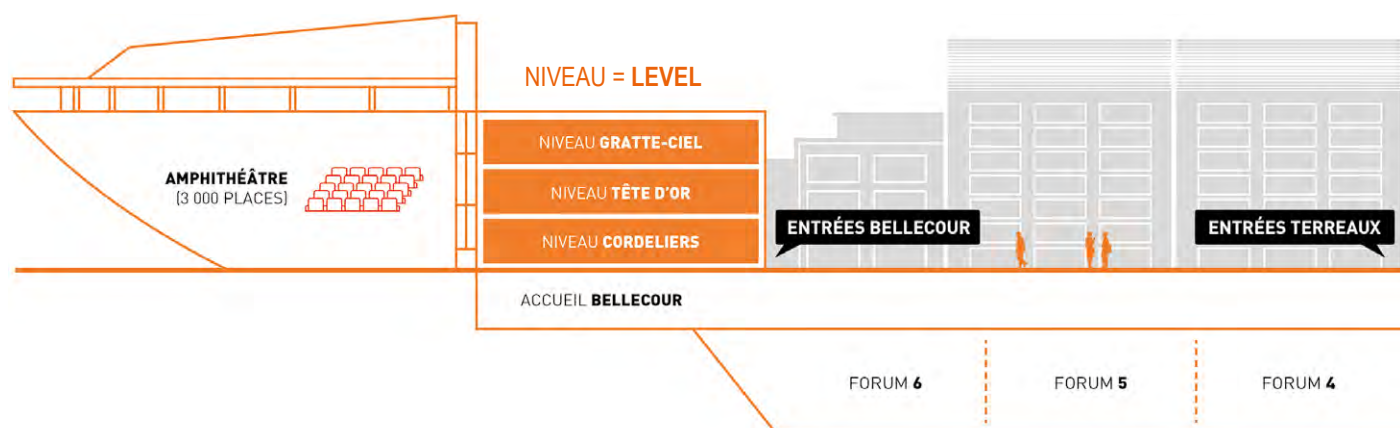 NIVEAU = LEVEL
NIVEAU GRATTE-CIEL
AMPHITHÉÂTRE
(3 000 PLACES)
NIVEAU TÊTE D'OR
NIVEAU CORDELIERS
ENTRÉES BELLECOUR
ENTRÉES TERREAUX
ACCUEIL BELLECOUR
FORUM 6
FORUM 5
FORUM 4